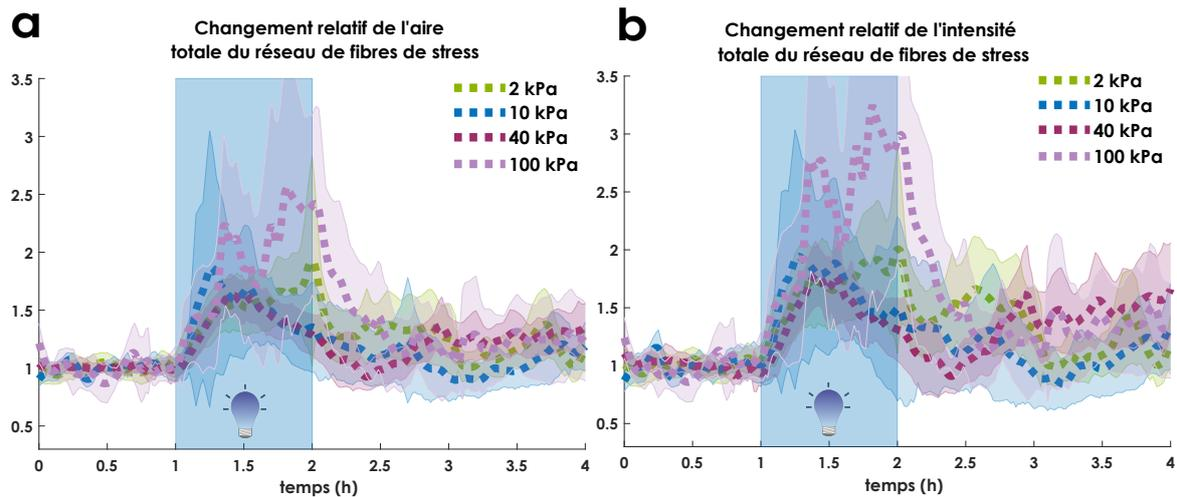 a
Changement relatif de l'aire
totale du réseau de fibres de stress
3.5
3
2.5
2
1.5
1
0.5
2 kPa
10 kPa
40 kPa
100 kPa
0 0.5 1 1.5 2 2.5 3 3.5 4
temps (h)
b
Changement relatif de l'intensité
totale du réseau de fibres de stress
3.5
3
2.5
2
1.5
1
0.5
2 kPa
10 kPa
40 kPa
100 kPa
0 0.5 1 1.5 2 2.5 3 3.5 4
temps (h)